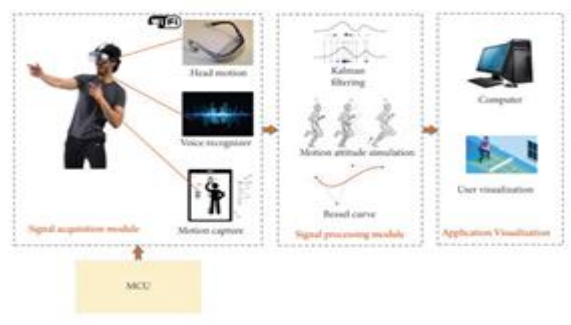 WiFi
Head motion
Voice recognizer
Motion capture
Signal acquisition module
Kalman
filtering
Motion attitude simulation
Bessel curve
Signal processing module
Computer
User visualization
Application Visualization
MCU